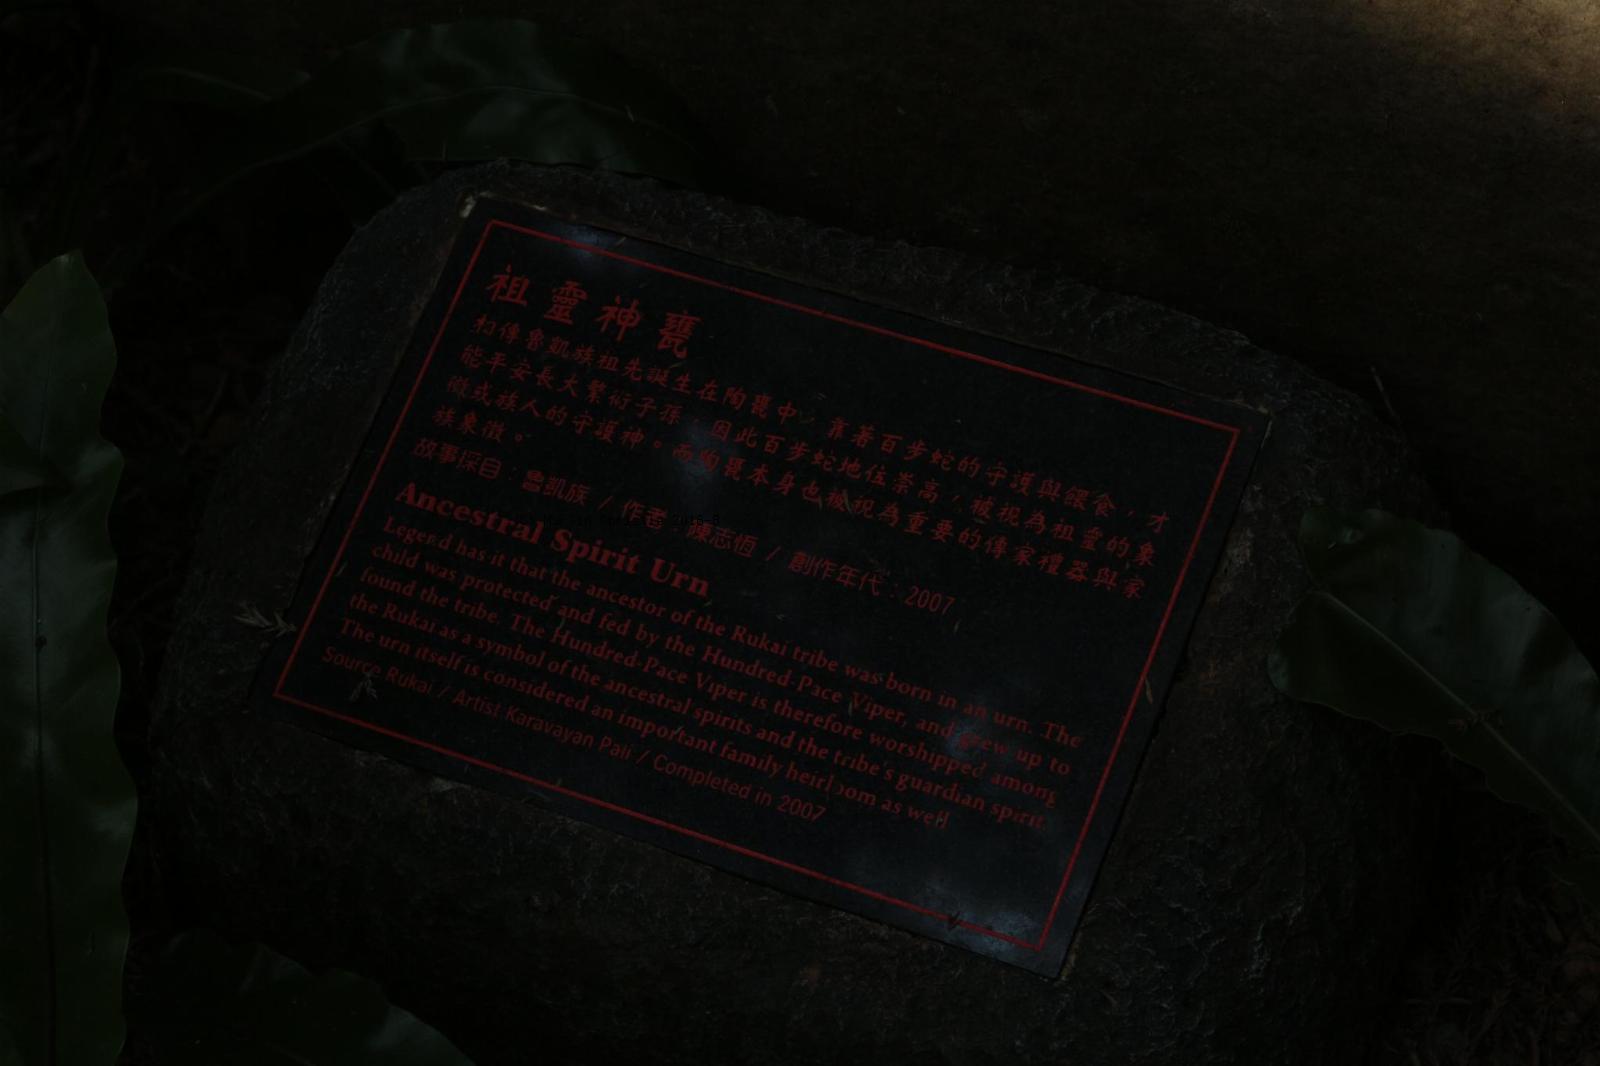 祖靈神甕
相傳魯凱族祖先誕生在陶甕中，靠著百步蛇的守護與餵食，才
能平安長大繁衍子孫。因此百步蛇地位崇高，被視為祖靈的象
徵或族人的守護神。而陶甕本身也被視為重要的傳家禮器與家
族象徵。
故事採自：魯凱族 / 作者：陳志恆 / 創作年代：2007
Ancestral Spirit Urn
Legend has it that the ancestor of the Rukai tribe was born in an urn. The
child was protected and fed by the Hundred-Pace Viper, and grew up to
found the tribe. The Hundred-Pace Viper is therefore worshipped among
the Rukai as a symbol of the ancestral spirits and the tribe's guardian spirit.
The urn itself is considered an important family heirloom as well
Source Rukai / Artist Karavayan Pali / Completed in 2007